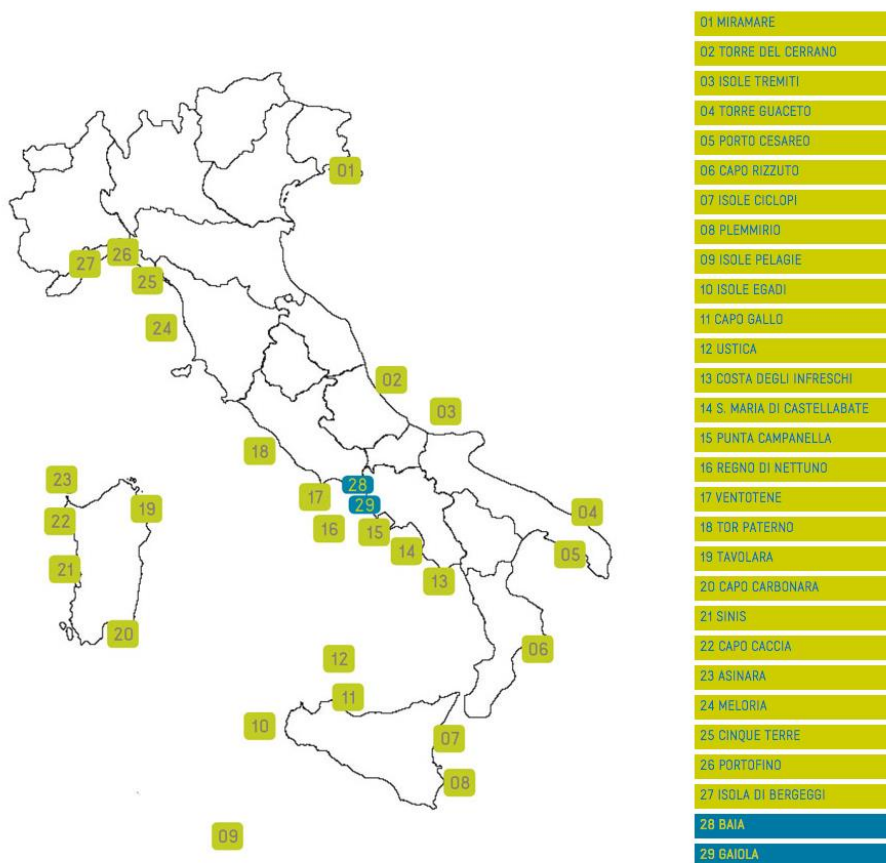 01 MIRAMARE
02 TORRE DEL CERRANO
03 ISOLE TREMITI
04 TORRE GUACETO
05 PORTO CESAREO
06 CAPO RIZZUTO
07 ISOLE CICLOPI
08 PLEMMIRIO
09 ISOLE PELAGIE
10 ISOLE EGADI
11 CAPO GALLO
12 USTICA
13 COSTA DEGLI INFRESCHI
14 S. MARIA DI CASTELLABATE
15 PUNTA CAMPANELLA
16 REGNO DI NETTUNO
17 VENTOTENE
18 TOR PATERNO
19 TAVOLARA
20 CAPO CARBONARA
21 SINIS
22 CAPO CACCIA
23 ASINARA
24 MELORIA
25 CINQUE TERRE
26 PORTOFINO
27 ISOLA DI BERGEGGI
28 BAIA
29 GAIOLA
01
26
27
25
24
02
03
18
23
28
17
29
19
04
22
16
15
14
05
21
13
20
06
12
11
10
07
08
09